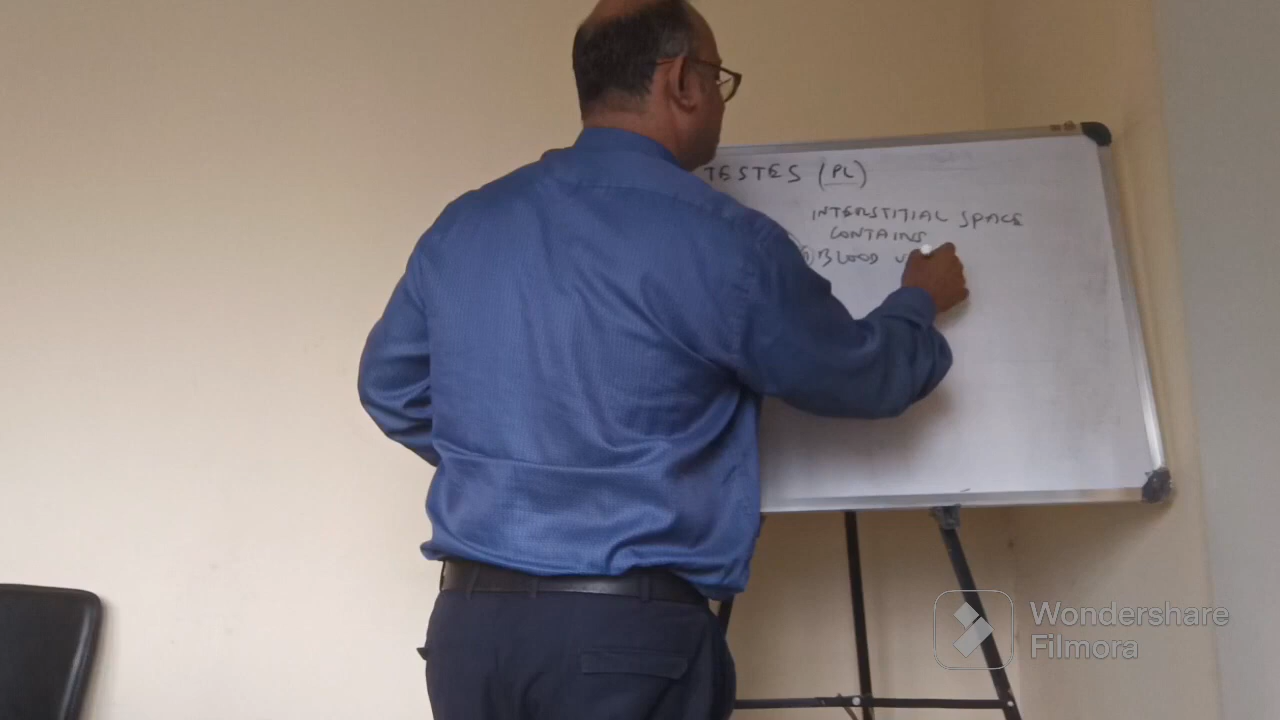 TESTES (PL)
INTERSTITIAL SPACE
CONTAINS
BLOOD
Wondershare
Filmora